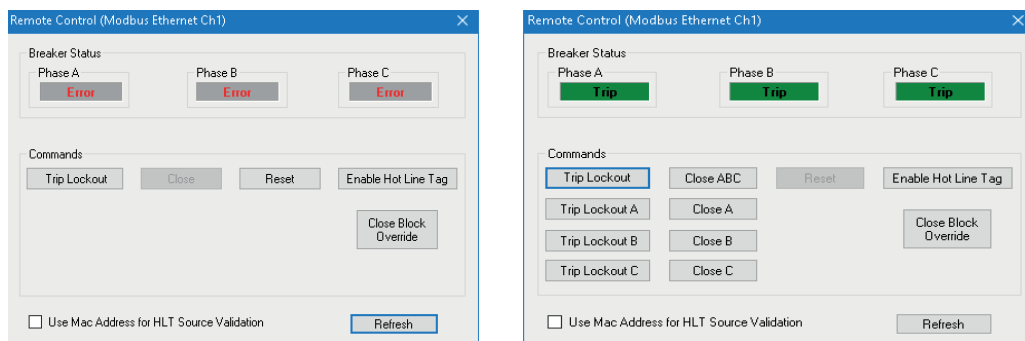 Remote Control (Modbus Ethernet Ch1)
Breaker Status
Phase A
Phase B
Phase C
Error
Error
Error
Commands
Trip Lockout
Close
Reset
Enable Hot Line Tag
Close Block
Override
Use Mac Address for HLT Source Validation
Refresh
Remote Control (Modbus Ethernet Ch1)
Breaker Status
Phase A
Phase B
Phase C
Trip
Trip
Trip
Commands
Trip Lockout
Close ABC
Reset
Enable Hot Line Tag
Trip Lockout A
Close A
Close Block
Override
Trip Lockout B
Close B
Trip Lockout C
Close C
Use Mac Address for HLT Source Validation
Refresh